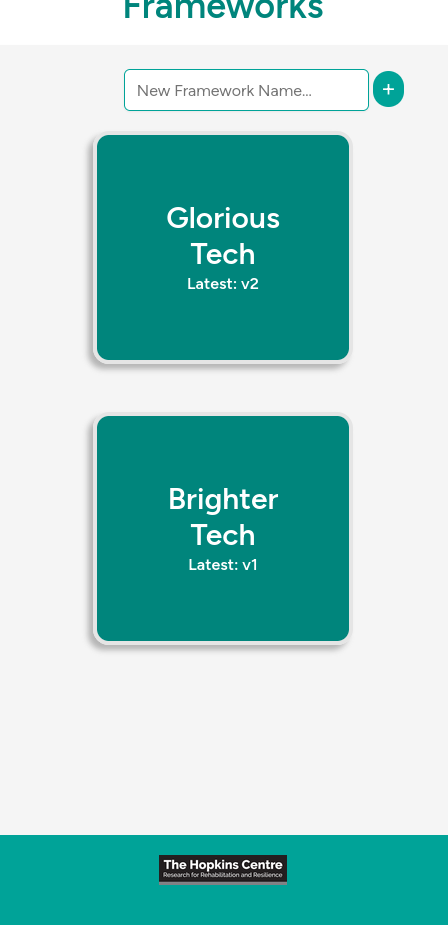 Frameworks
New Framework Name...
+
Glorious
Tech
Latest: v2
Brighter
Tech
Latest: v1
The Hopkins Centre
Research for Rehabilitation and Resilience